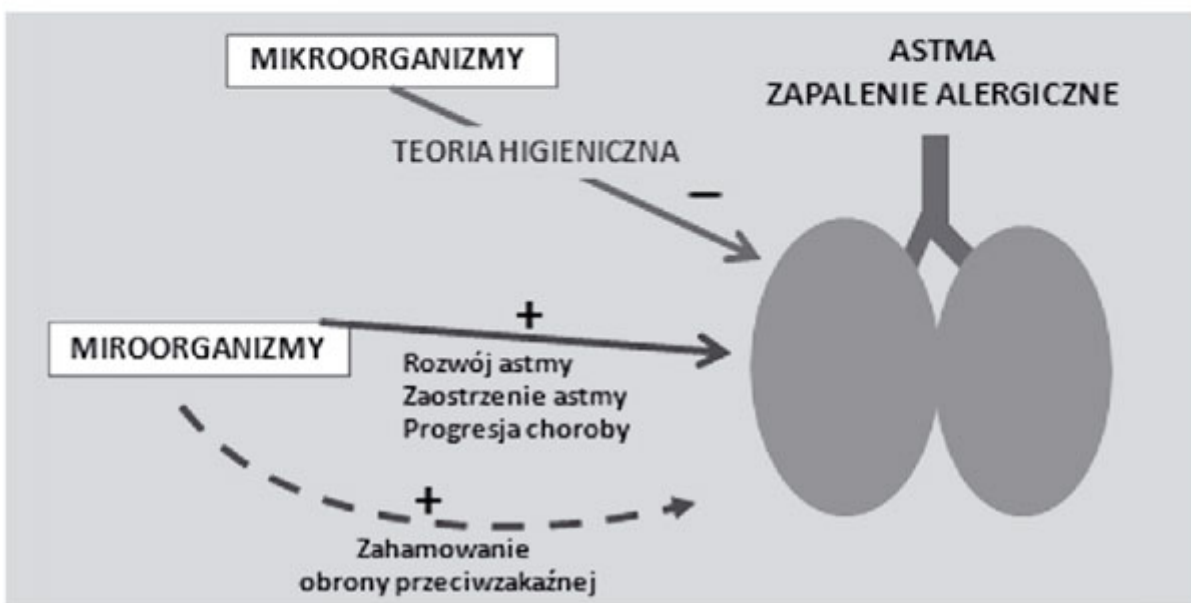 MIKROORGANIZMY
ASTMA
ZAPALENIE ALERGICZNE
TEORIA HIGIENICZNA
−
+
MIROORGANIZMY
Rozwój astmy
Zaostrzenie astmy
Progresja choroby
+
Zahamowanie
obrony przeciwzakaźnej